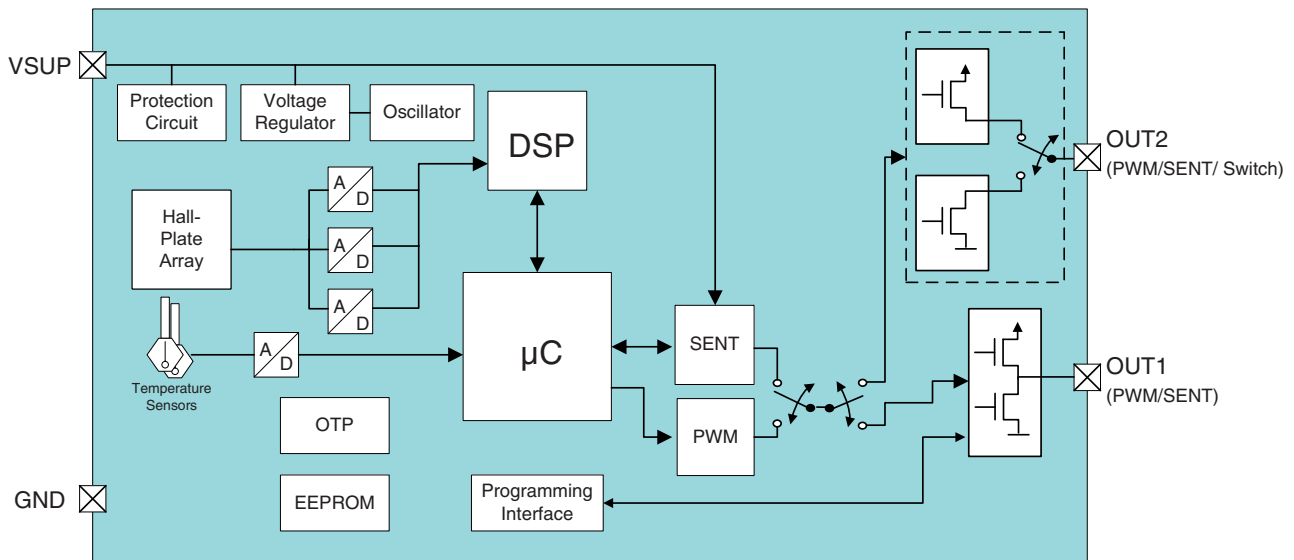 VSUP
Protection
Circuit
Voltage
Regulator
Oscillator
DSP
OUT2
(PWM/SENT/ Switch)
A
D
Hall-
Plate
Array
A
D
A
D
µC
SENT
A
D
Temperature
Sensors
OUT1
(PWM/SENT)
OTP
PWM
GND
EEPROM
Programming
Interface